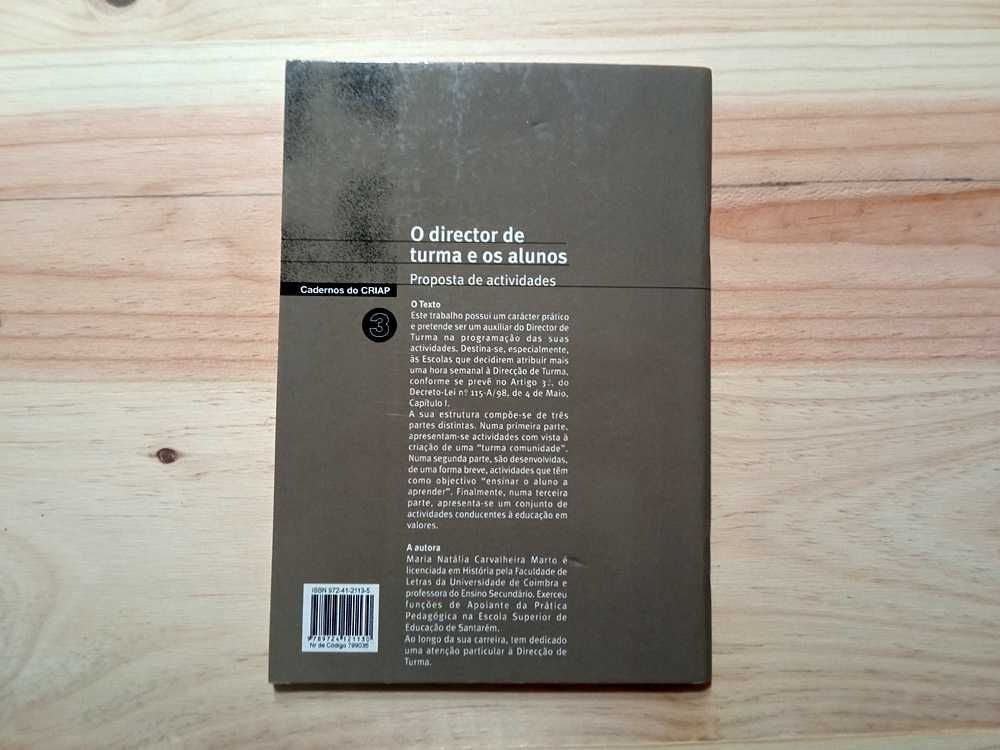 O director de
turma e os alunos
Proposta de actividades
Cadernos do CRIAP
3
O Texto
Este trabalho possui um carácter prático
e pretende ser um auxiliar do Director de
Turma na programação das suas
actividades. Destina-se, especialmente,
às Escolas que decidirem atribuir mais
uma hora semanal à Direcção de Turma,
conforme se prevê no Artigo 3º, do
Decreto-Lei nº 115-A/98, de 4 de Maio,
Capítulo I.
A sua estrutura compõe-se de três
partes distintas. Numa primeira parte,
apresentam-se actividades com vista à
criação de uma "turma comunidade".
Numa segunda parte, são desenvolvidas,
de uma forma breve, actividades que têm
como objectivo "ensinar o aluno a
aprender". Finalmente, numa terceira
parte, apresenta-se um conjunto de
actividades conducentes à educação em
valores.
A autora
Maria Natália Carvalheira Marto é
licenciada em História pela Faculdade de
Letras da Universidade de Coimbra e
professora do Ensino Secundário. Exerceu
funções de Apoiante da Prática
Pedagógica na Escola Superior de
Educação de Santarém.
Ao longo da sua carreira, tem dedicado
uma atenção particular à Direcção de
Turma.
ISBN 972-41-2113-5
9789724121130
Nr de Código 799036